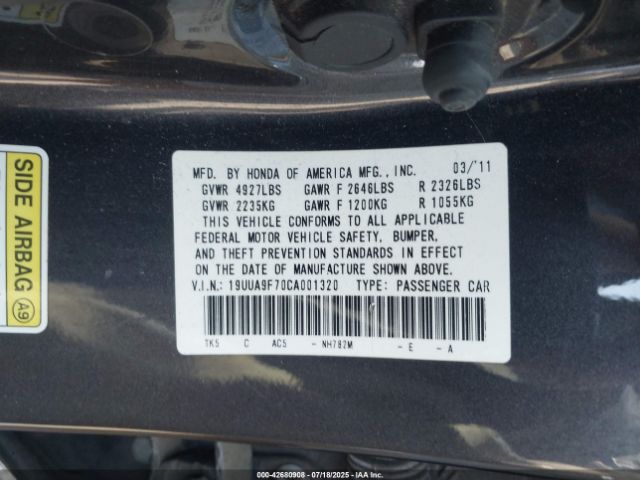 MFD. BY HONDA OF AMERICA MFG., INC. 03/'11
GVWR 4927LBS GAWR F 2646LBS R 2326LBS
GVWR 2235KG GAWR F 1200KG R 1055KG
THIS VEHICLE CONFORMS TO ALL APPLICABLE
FEDERAL MOTOR VEHICLE SAFETY, BUMPER,
AND THEFT PREVENTION STANDARDS IN EFFECT
ON THE DATE OF MANUFACTURE SHOWN ABOVE.
V.I.N.: 19UUA9F70CA001320 TYPE: PASSENGER CAR
TK5 C AC5 - NH782M - E - A
SIDE AIRBAG
A9
000-42680908 - 07/18/2025 - IAAI.COM